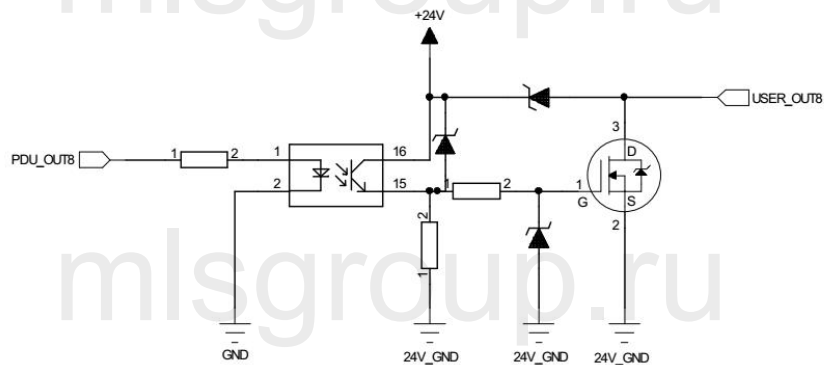 mlsgroup.ru
+24V
USER_OUT8
3
D
PDU_OUT8
1
2
1
16
2
15
1
2
1
G
S
2
2
1
mlsgroup.ru
GND
24V_GND
24V_GND
24V_GND